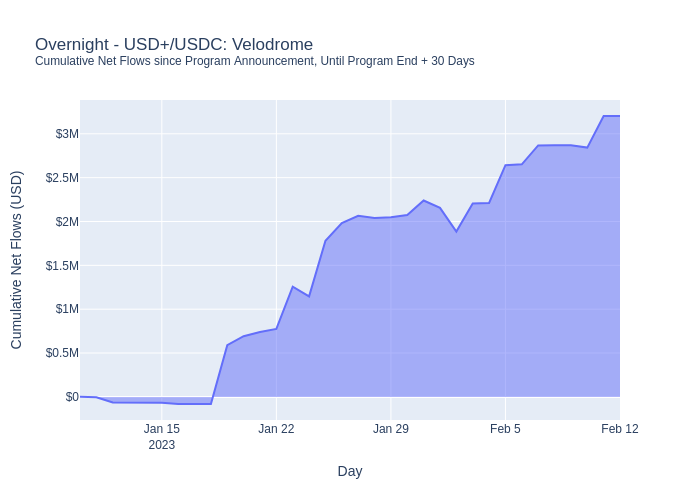 Overnight - USD+/USDC: Velodrome
Cumulative Net Flows since Program Announcement, Until Program End + 30 Days
Cumulative Net Flows (USD)
$3M
$2.5M
$2M
$1.5M
$1M
$0.5M
$0
Jan 15
2023
Jan 22
Jan 29
Feb 5
Feb 12
Day